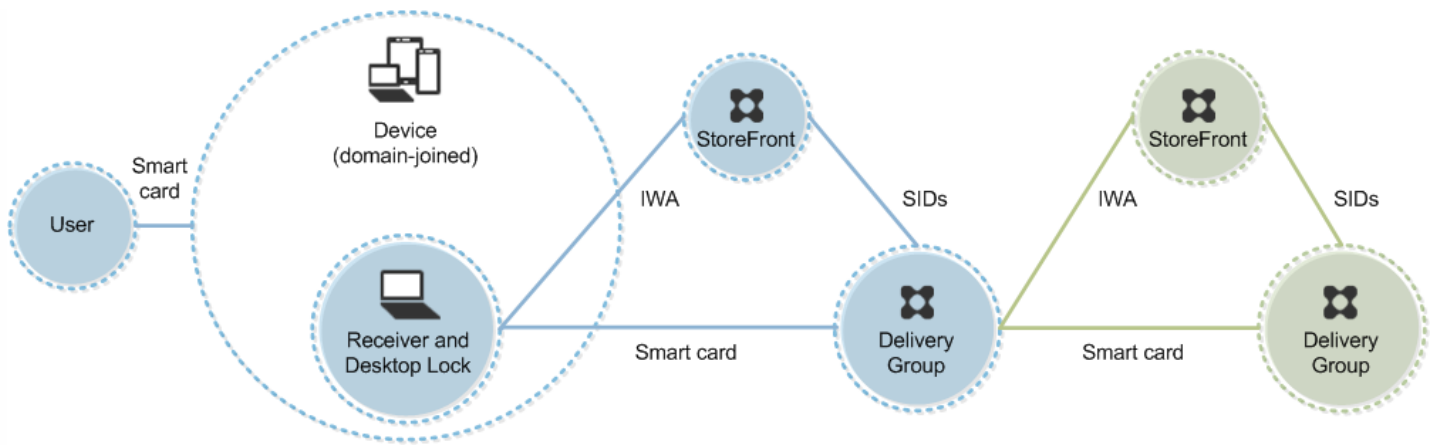 User
Smart
card
Device
(domain-joined)
Receiver and
Desktop Lock
IWA
StoreFront
SIDs
Smart card
Delivery
Group
IWA
StoreFront
SIDs
Smart card
Delivery
Group